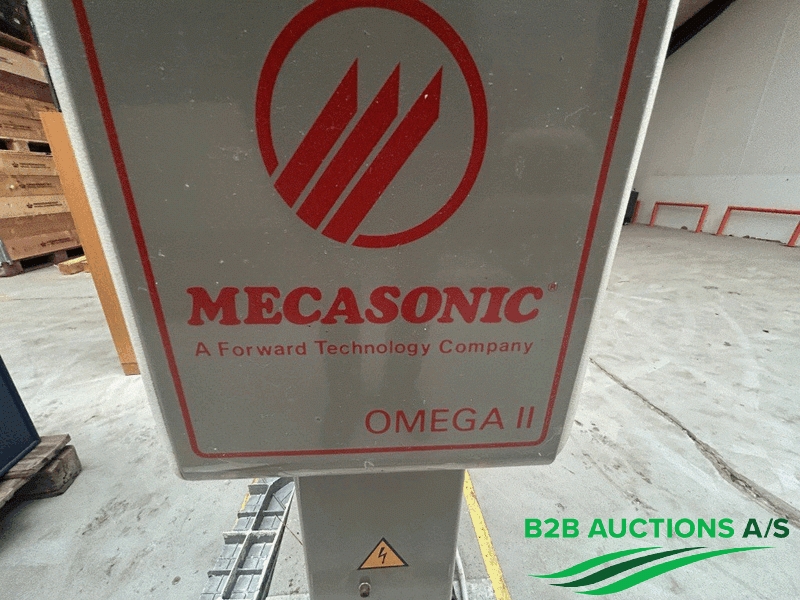 MECASONIC®
A Forward Technology Company
OMEGA II
B2B AUCTIONS A/S